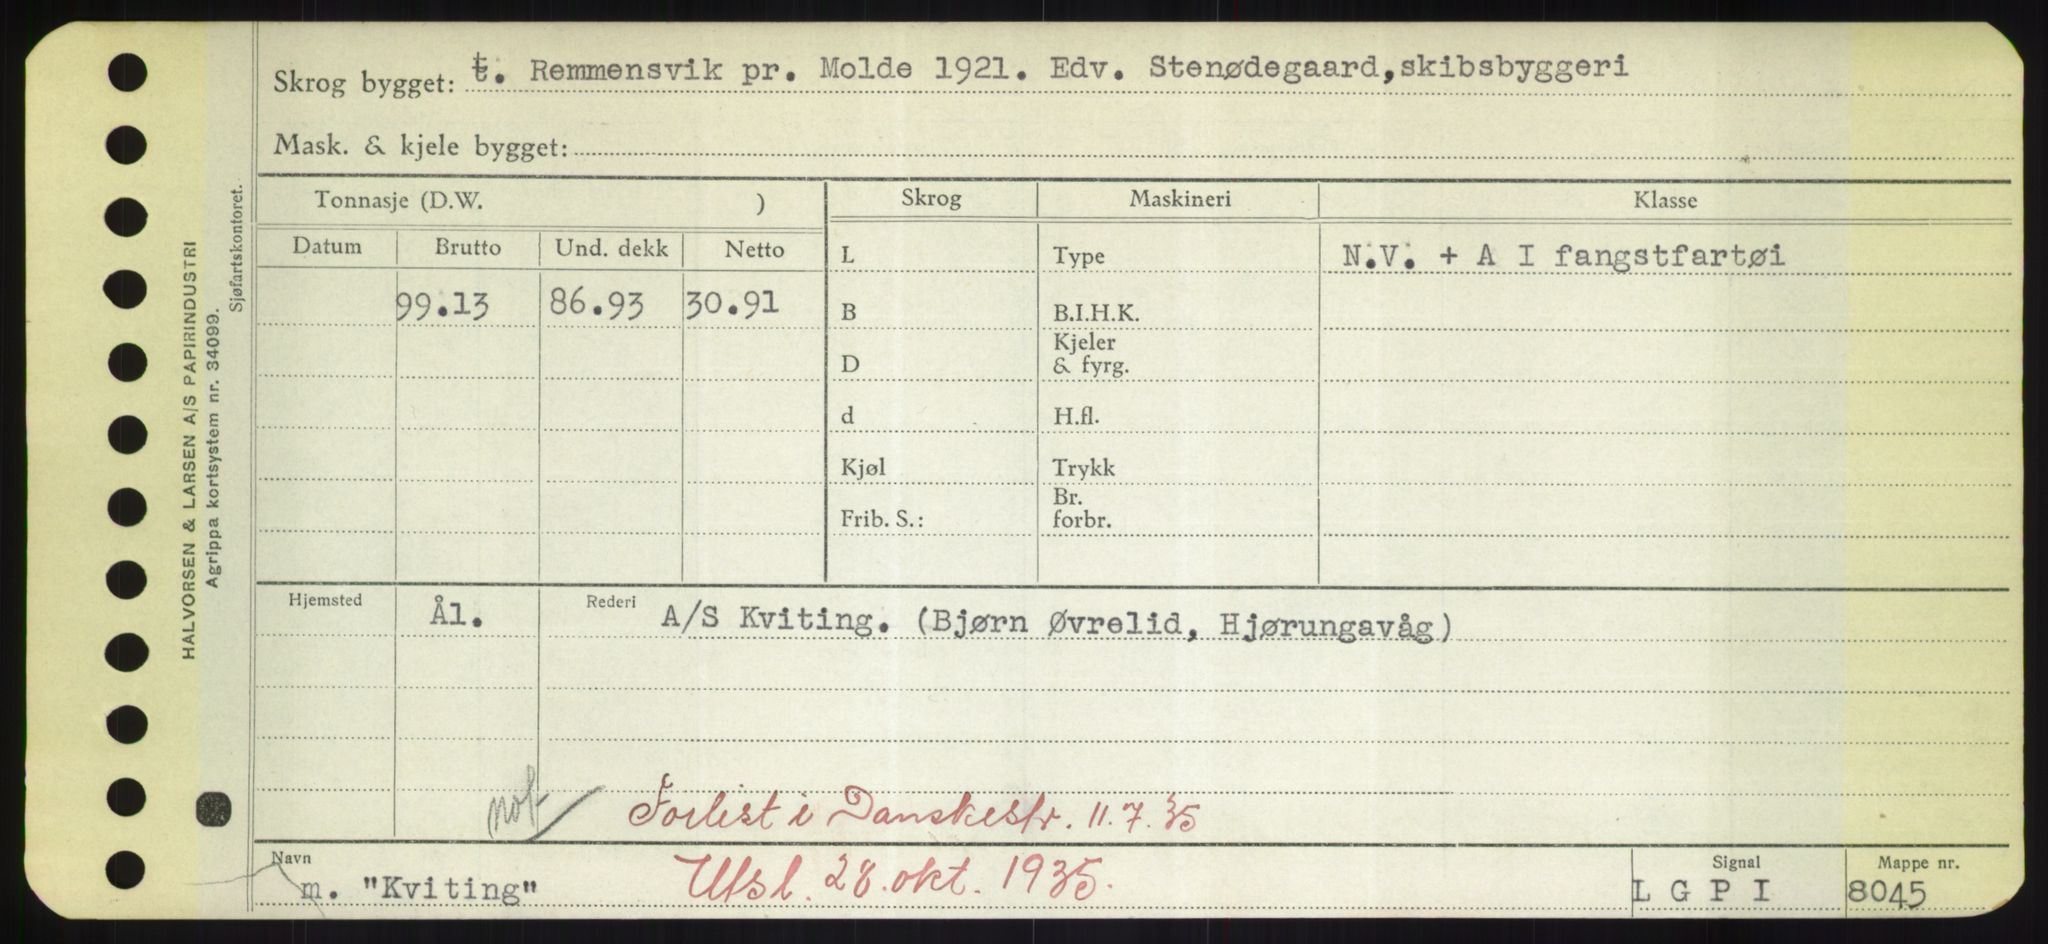 Skrog bygget: t. Remmensvik pr. Molde 1921. Edv. Stenødegaard,skibsbyggeri
Mask. & kjele bygget:
Tonnasje (D.W. )
Skrog
Maskineri
Klasse
Datum
Brutto
Und. dekk
Netto
L
Type
N.V. + A I fangstfartøi
99.13
86.93
30.91
B
B.I.H.K.
D
Kjeler
& fyrg.
d
H.fl.
Kjøl
Trykk
Frib. S.:
Br.
forbr.
Hjemsted
Ål.
Rederi
A/S Kviting. (Bjørn Øvrelid, Hjørungavåg)
not
Forlist i Danskestr. 11.7.35
Navn
m. "Kviting"
Utsl. 28. okt. 1935.
Signal
L G P I
Mappe nr.
8045
HALVORSEN & LARSEN A/S PAPIRINDUSTRI
Agrippa kortsystem nr. 34099.
Sjøfartskontoret.